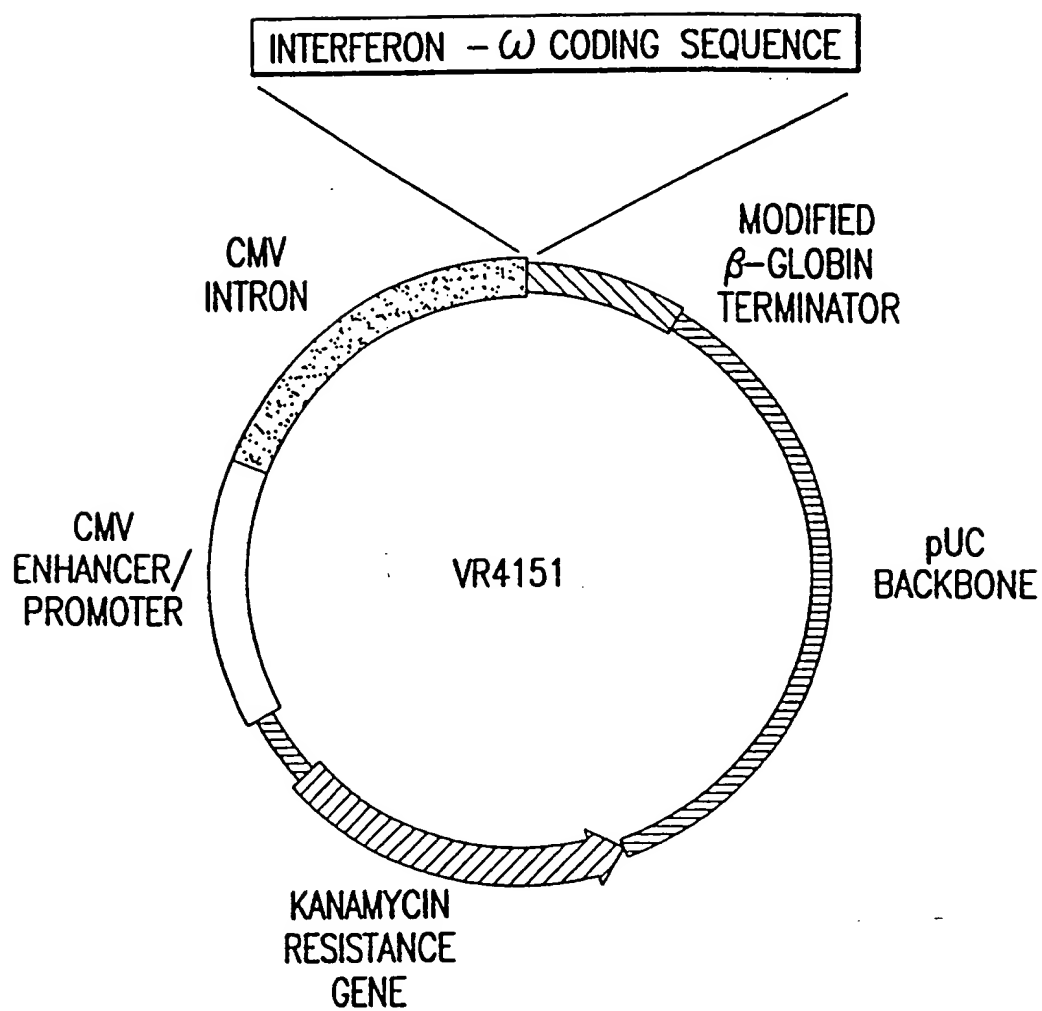 INTERFERON - ω CODING SEQUENCE
CMV
INTRON
MODIFIED
β-GLOBIN
TERMINATOR
CMV
ENHANCER/
PROMOTER
VR4151
pUC
BACKBONE
KANAMYCIN
RESISTANCE
GENE